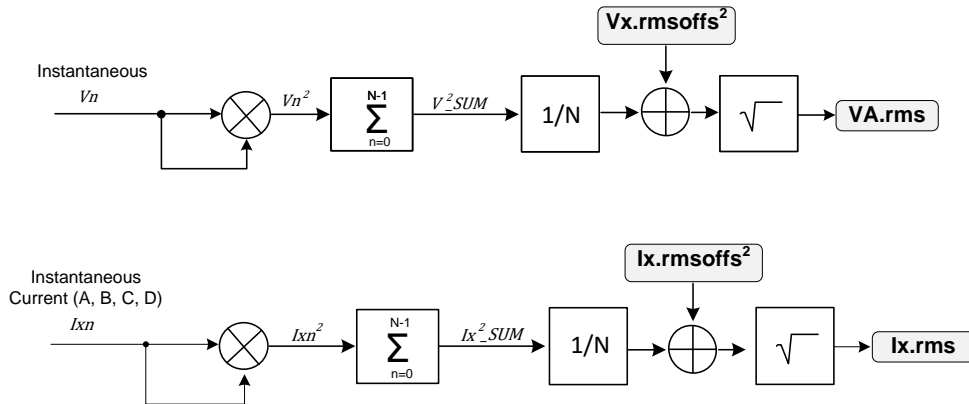 Vx.rmsoffs²
Instantaneous
Vn
Vn²
N-1
∑
n=0
V²_SUM
1/N
√
VA.rms
Ix.rmsoffs²
Instantaneous
Current (A, B, C, D)
Ixn
Ixn²
N-1
∑
n=0
Ix²_SUM
1/N
√
Ix.rms